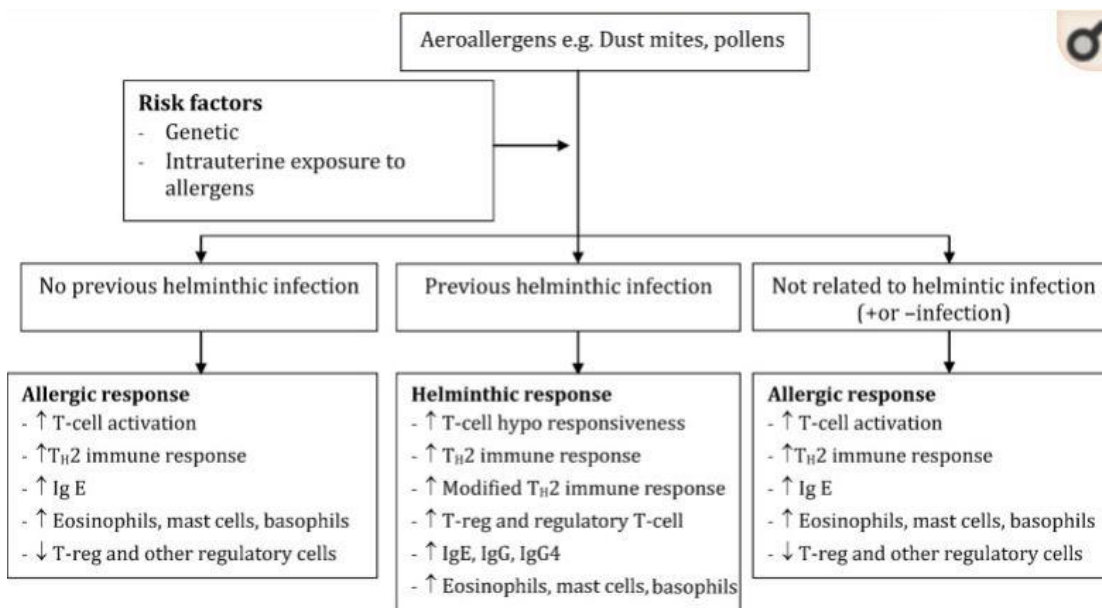 Aeroallergens e.g. Dust mites, pollens
Risk factors
- Genetic
- Intrauterine exposure to
allergens
No previous helminthic infection
Previous helminthic infection
Not related to helmintic infection
(+or –infection)
Allergic response
- ↑ T-cell activation
- ↑TH2 immune response
- ↑ Ig E
- ↑ Eosinophils, mast cells, basophils
- ↓ T-reg and other regulatory cells
Helminthic response
- ↑ T-cell hypo responsiveness
- ↑ TH2 immune response
- ↑ Modified TH2 immune response
- ↑ T-reg and regulatory T-cell
- ↑ IgE, IgG, IgG4
- ↑ Eosinophils, mast cells, basophils
Allergic response
- ↑ T-cell activation
- ↑TH2 immune response
- ↑ Ig E
- ↑ Eosinophils, mast cells, basophils
- ↓ T-reg and other regulatory cells